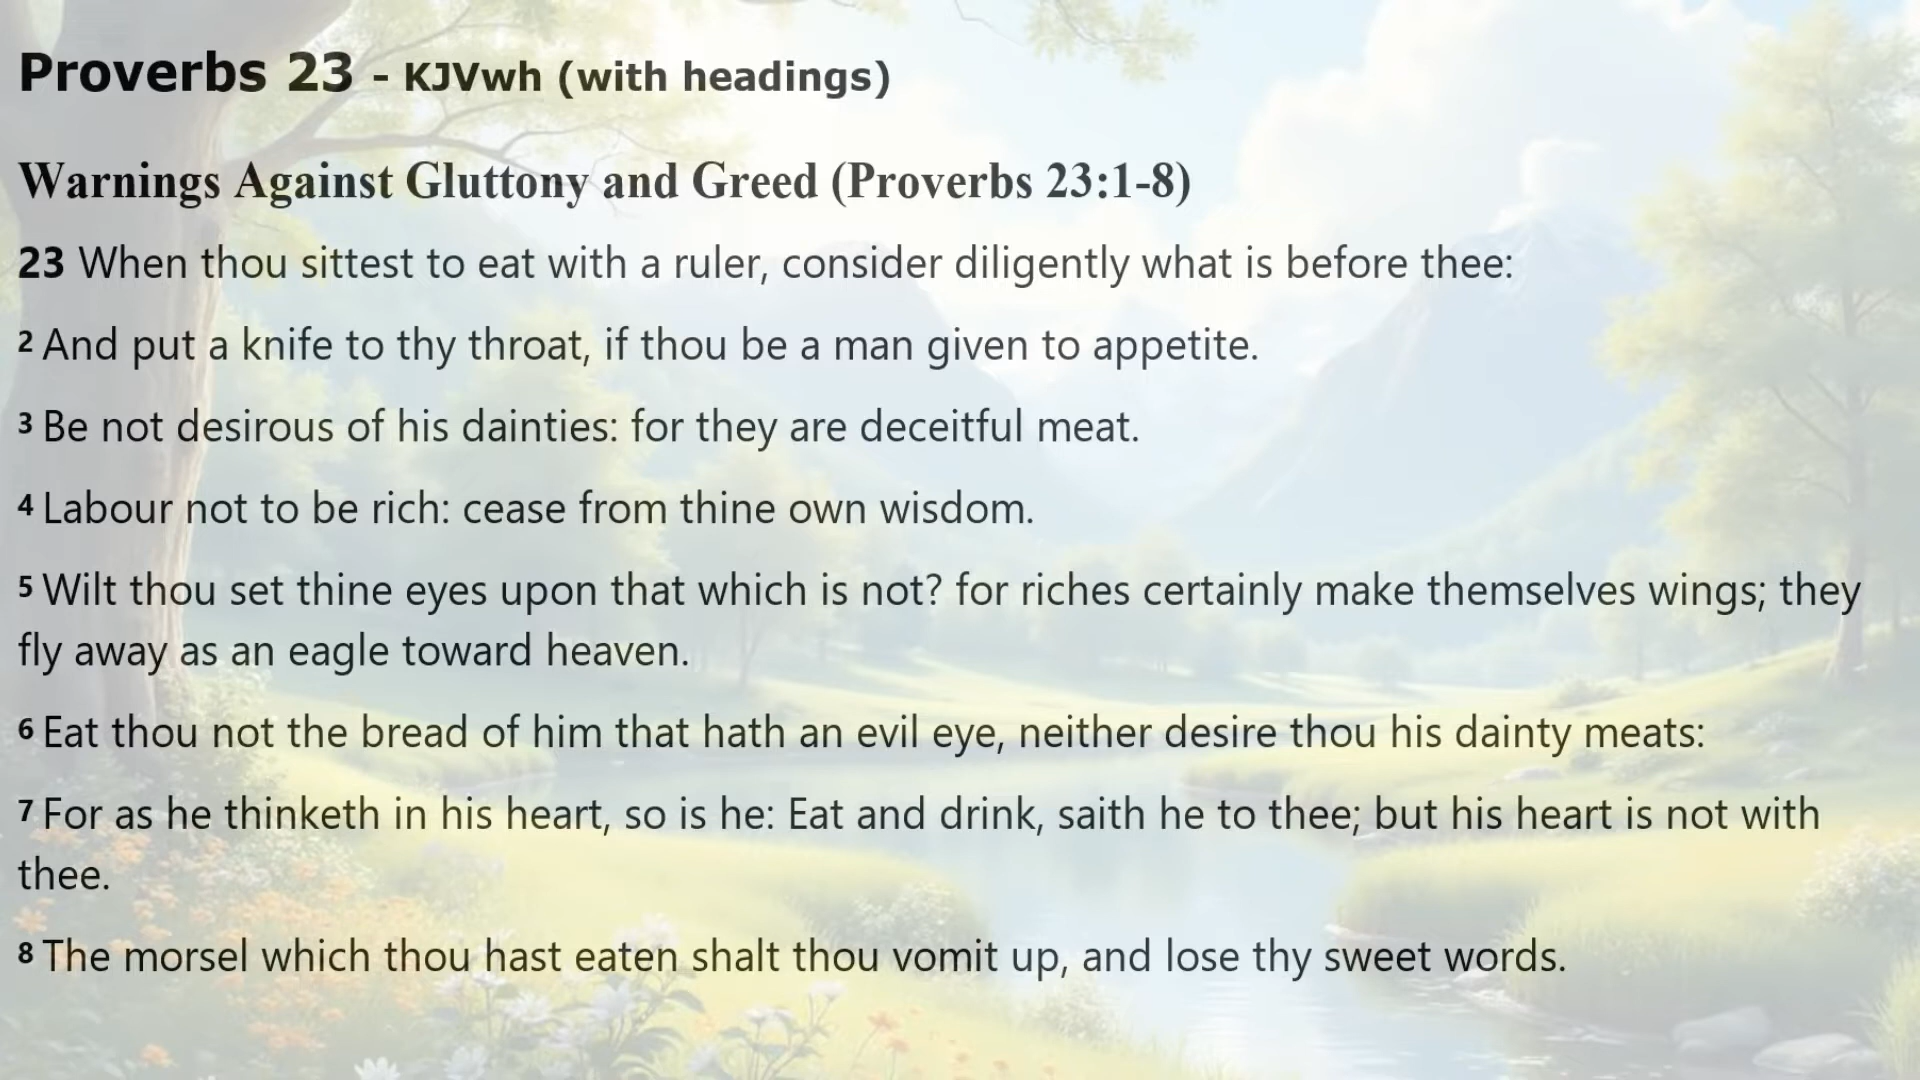 Proverbs 23 - KJVwh (with headings)
Warnings Against Gluttony and Greed (Proverbs 23:1-8)
23 When thou sittest to eat with a ruler, consider diligently what is before thee:
2 And put a knife to thy throat, if thou be a man given to appetite.
3 Be not desirous of his dainties: for they are deceitful meat.
4 Labour not to be rich: cease from thine own wisdom.
5 Wilt thou set thine eyes upon that which is not? for riches certainly make themselves wings; they
fly away as an eagle toward heaven.
6 Eat thou not the bread of him that hath an evil eye, neither desire thou his dainty meats:
7 For as he thinketh in his heart, so is he: Eat and drink, saith he to thee; but his heart is not with
thee.
8 The morsel which thou hast eaten shalt thou vomit up, and lose thy sweet words.